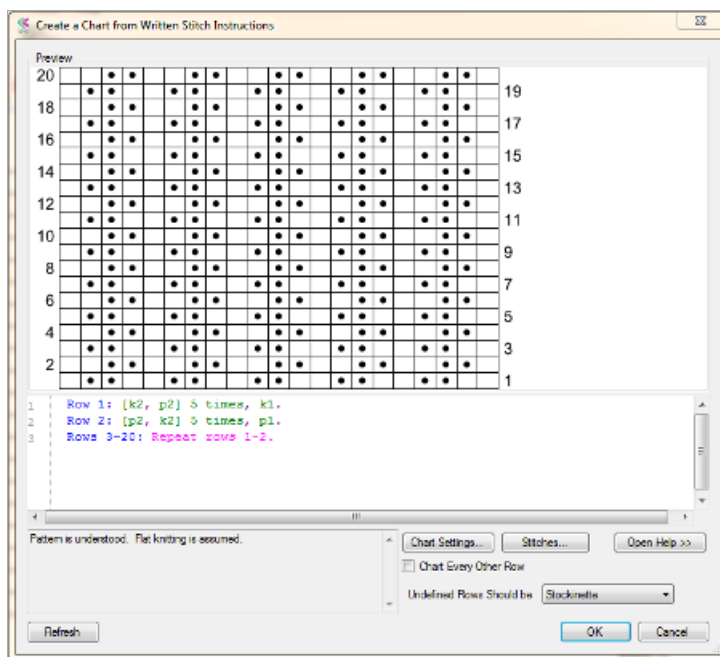 Create a Chart from Written Stitch Instructions
Preview
20
19
18
17
16
15
14
13
12
11
10
9
8
7
6
5
4
3
2
1
1 Row 1: [k2, p2] 5 times, k1.
2 Row 2: [p2, k2] 5 times, p1.
3 Rows 3-20: Repeat rows 1-2.
Pattern is understood. Flat knitting is assumed.
Chart Settings... Stitches... Open Help >>
Chart Every Other Row
Undefined Rows Should be Stockinette
Refresh OK Cancel